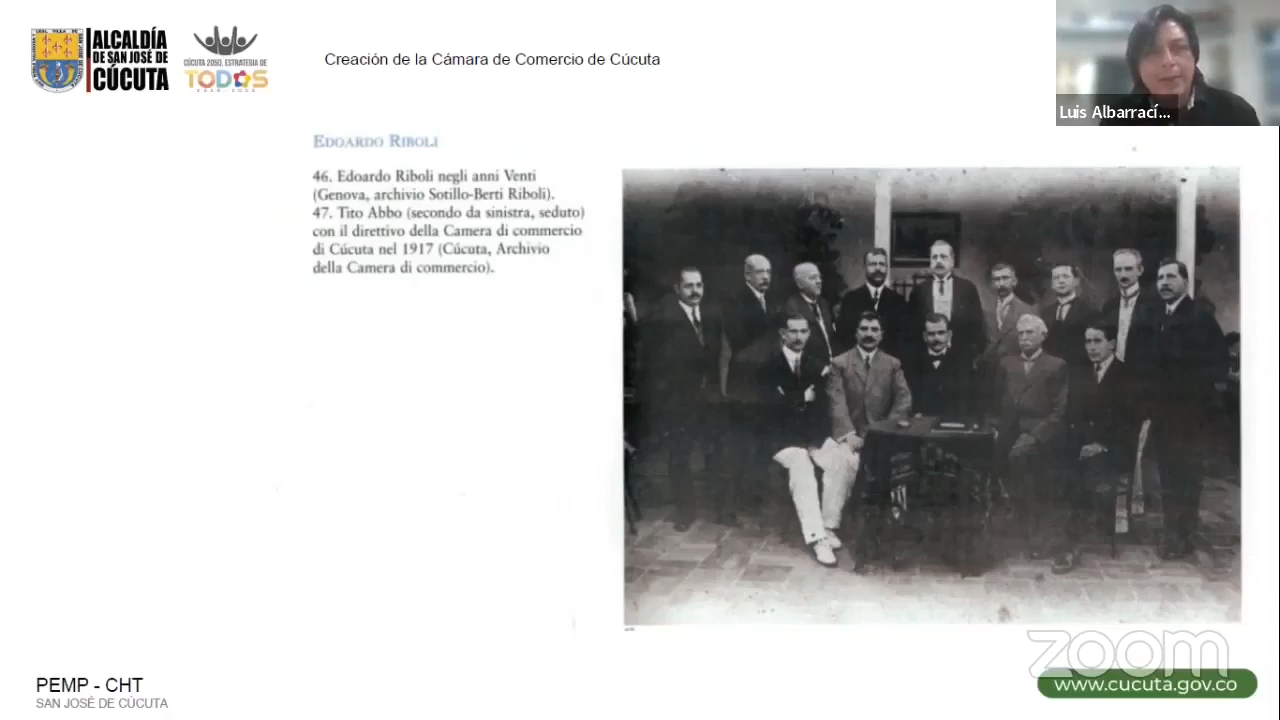 ALCALDÍA
DE SAN JOSÉ DE
CÚCUTA
CÚCUTA 2050, ESTRATEGIA DE
TODOS
Creación de la Cámara de Comercio de Cúcuta
Luis Albarrací...
EDOARDO RIBOLI
46. Edoardo Riboli negli anni Venti
(Genova, archivio Sotillo-Berti Riboli).
47. Tito Abbo (secondo da sinistra, seduto)
con il direttivo della Camera di commercio
di Cúcuta nel 1917 (Cúcuta, Archivio
della Camera di commercio).
zoom
www.cucuta.gov.co
PEMP - CHT
SAN JOSÉ DE CÚCUTA